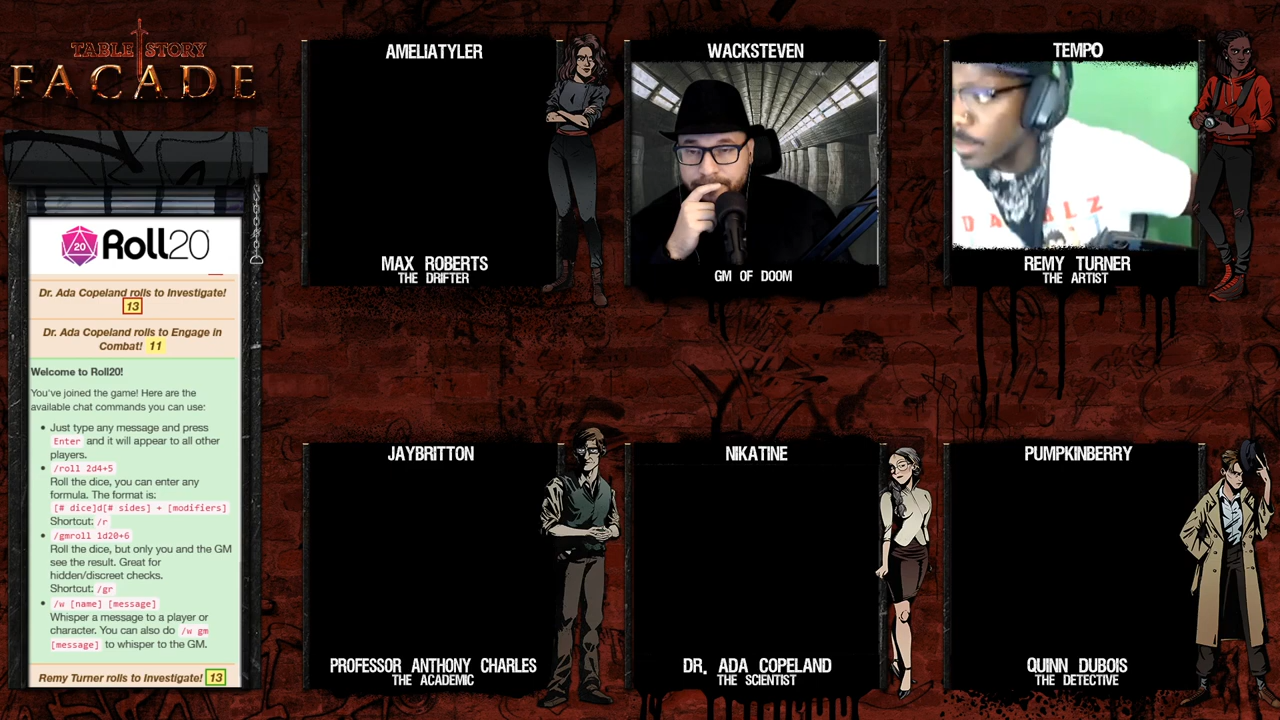 TABLE STORY
FACADE
20
Roll20
Dr. Ada Copeland rolls to Investigate!
13
Dr. Ada Copeland rolls to Engage in
Combat! 11
Welcome to Roll20!
You've joined the game! Here are the
available chat commands you can use:
Just type any message and press
Enter and it will appear to all other
players.
/roll 2d4+5
Roll the dice, you can enter any
formula. The format is:
[# dice]d[# sides] + [modifiers]
Shortcut: /r
/gmroll 1d20+6
Roll the dice, but only you and the GM
see the result. Great for
hidden/discreet checks.
Shortcut: /gr
/w [name] [message]
Whisper a message to a player or
character. You can also do /w gm
[message] to whisper to the GM.
Remy Turner rolls to Investigate! 13
AMELIATYLER
MAX ROBERTS
THE DRIFTER
WACKSTEVEN
GM OF DOOM
TEMPO
REMY TURNER
THE ARTIST
JAYBRITTON
PROFESSOR ANTHONY CHARLES
THE ACADEMIC
NIKATINE
DR. ADA COPELAND
THE SCIENTIST
PUMPKINBERRY
QUINN DUBOIS
THE DETECTIVE